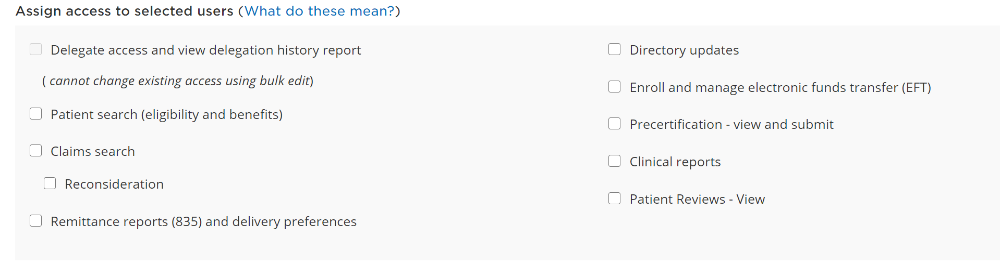 Assign access to selected users (What do these mean?)
Delegate access and view delegation history report
( cannot change existing access using bulk edit)
Patient search (eligibility and benefits)
Claims search
Reconsideration
Remittance reports (835) and delivery preferences
Directory updates
Enroll and manage electronic funds transfer (EFT)
Precertification - view and submit
Clinical reports
Patient Reviews - View